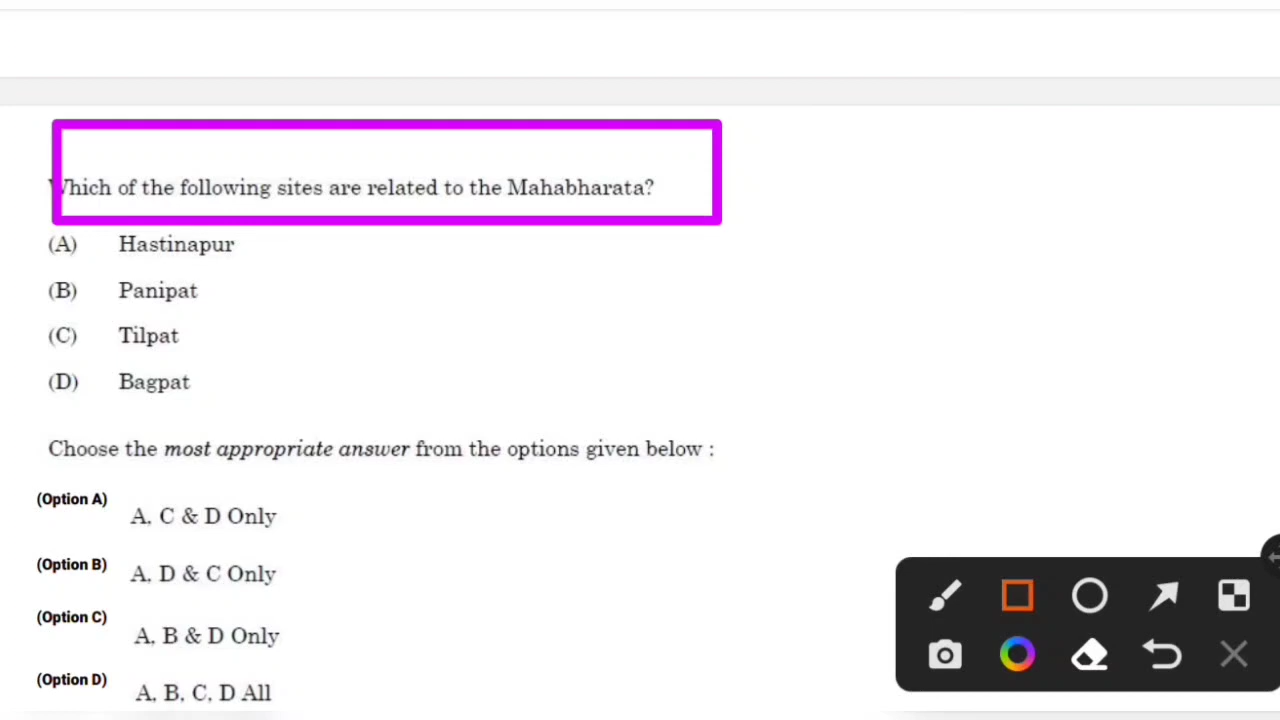 Which of the following sites are related to the Mahabharata?
(A) Hastinapur
(B) Panipat
(C) Tilpat
(D) Bagpat
Choose the most appropriate answer from the options given below :
(Option A) A, C & D Only
(Option B) A, D & C Only
(Option C) A, B & D Only
(Option D) A, B, C, D All